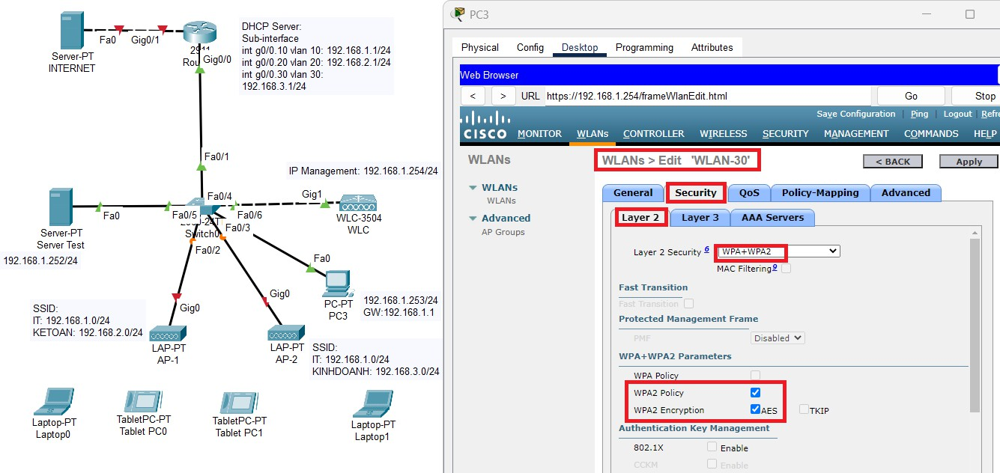 Server-PT
INTERNET
Fa0
Gig0/1
Gig0/0
DHCP Server:
Sub-interface
int g0/0.10 vlan 10: 192.168.1.1/24
int g0/0.20 vlan 20: 192.168.2.1/24
int g0/0.30 vlan 30:
192.168.3.1/24
Fa0/1
IP Management: 192.168.1.254/24
Fa0/4
Gig1
Fa0
Fa0/5
Fa0/6
WLC-3504
WLC
Server-PT
Server Test
192.168.1.252/24
Switch0
Fa0/3
Fa0/2
Fa0
PC-PT
PC3
192.168.1.253/24
GW:192.168.1.1
Gig0
Gig0
SSID:
IT: 192.168.1.0/24
KETOAN: 192.168.2.0/24
LAP-PT
AP-1
LAP-PT
AP-2
SSID:
IT: 192.168.1.0/24
KINHDOANH: 192.168.3.0/24
Laptop-PT
Laptop0
TabletPC-PT
Tablet PC0
TabletPC-PT
Tablet PC1
Laptop-PT
Laptop1
PC3
Physical Config Desktop Programming Attributes
Web Browser
< > URL https://192.168.1.254/frameWlanEdit.html Go Stop
Save Configuration | Ping | Logout | Refre
CISCO MONITOR WLANs CONTROLLER WIRELESS SECURITY MANAGEMENT COMMANDS HELP
WLANs
WLANs > Edit 'WLAN-30'
< BACK Apply
WLANs
WLANs
Advanced
AP Groups
General Security QoS Policy-Mapping Advanced
Layer 2 Layer 3 AAA Servers
Layer 2 Security 6 WPA+WPA2
MAC Filtering 9
Fast Transition
Fast Transition
Protected Management Frame
PMF Disabled
WPA+WPA2 Parameters
WPA Policy
WPA2 Policy
WPA2 Encryption AES TKIP
Authentication Key Management
802.1X Enable
CCKM Enable